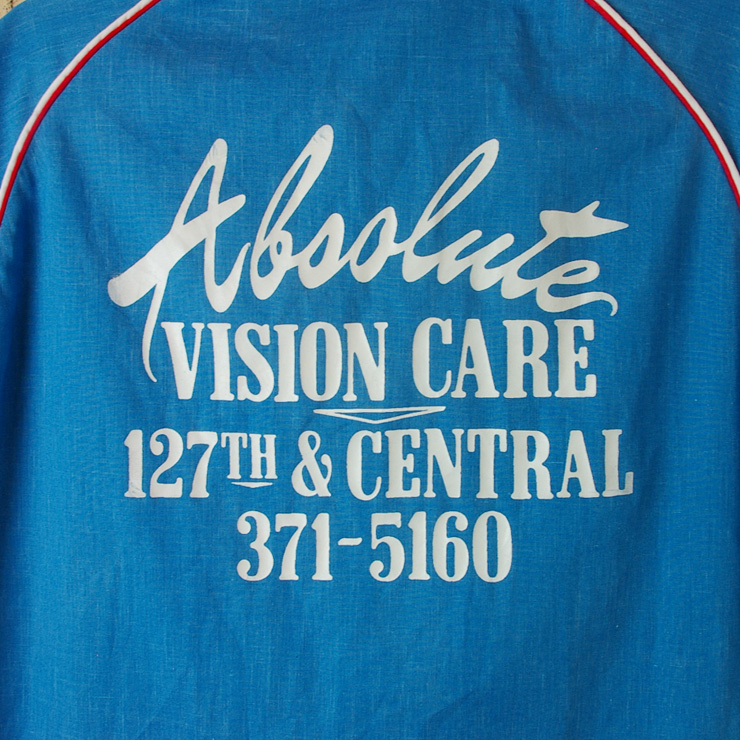 Absolute
VISION CARE
127TH & CENTRAL
371-5160